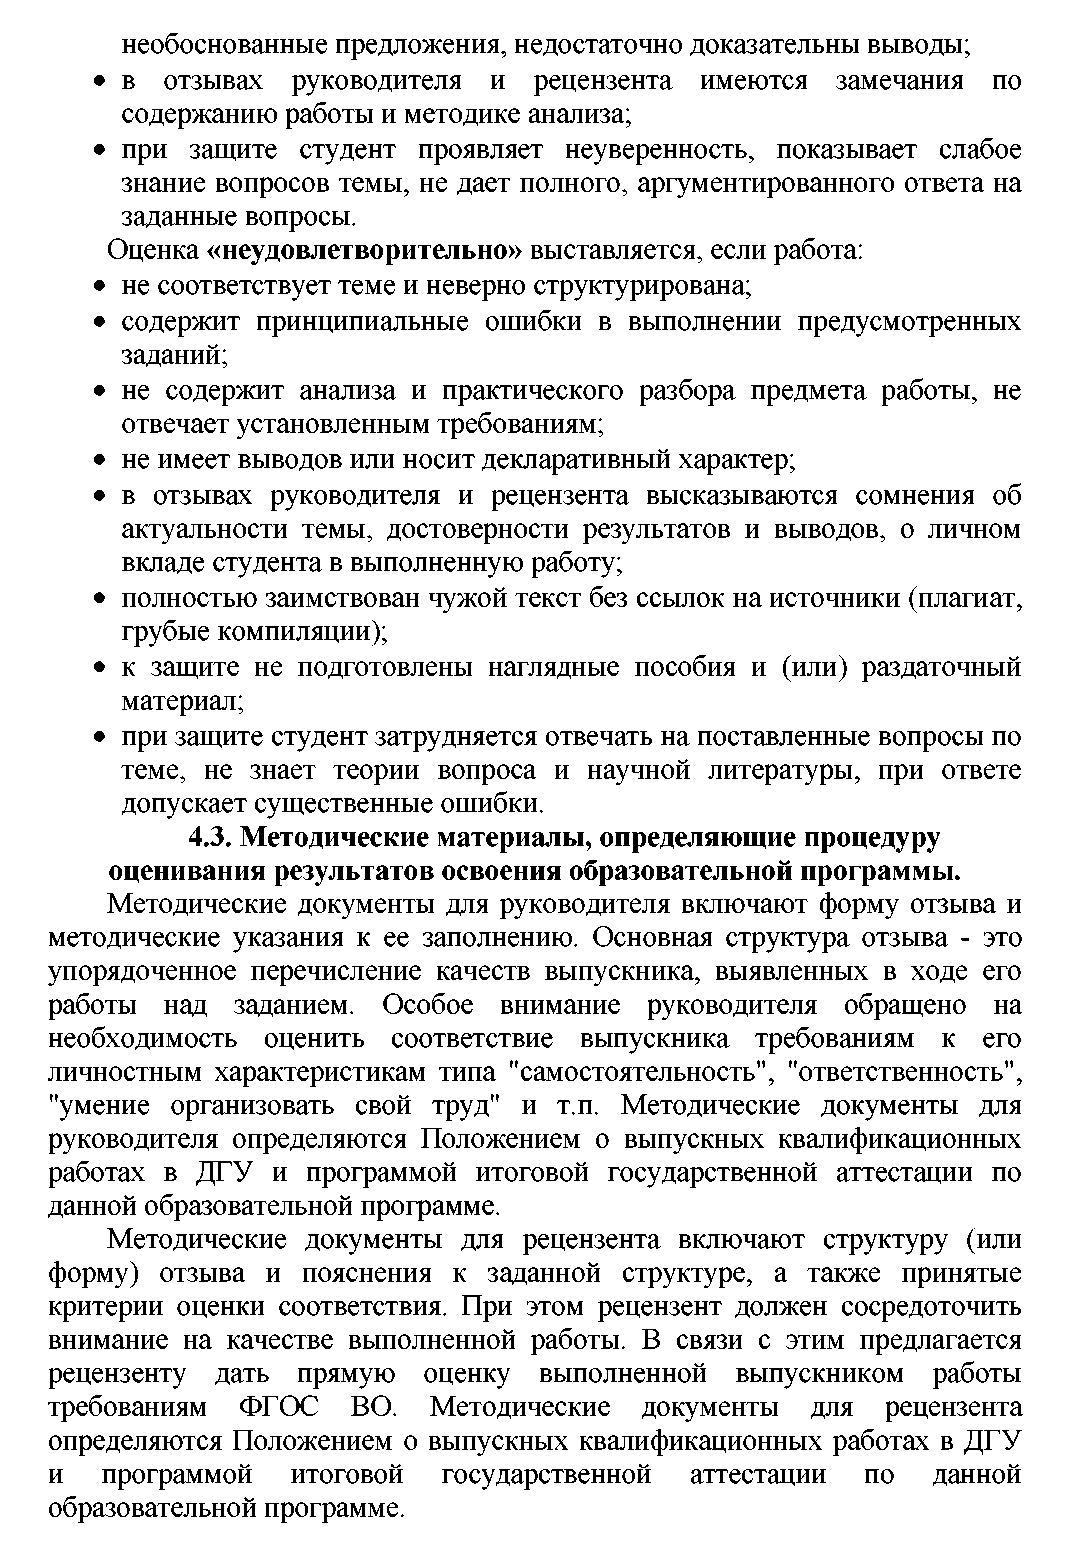 необоснованные предложения, недостаточно доказательны выводы;
• в отзывах руководителя и рецензента имеются замечания по
содержанию работы и методике анализа;
• при защите студент проявляет неуверенность, показывает слабое
знание вопросов темы, не дает полного, аргументированного ответа на
заданные вопросы.
Оценка «неудовлетворительно» выставляется, если работа:
• не соответствует теме и неверно структурирована;
• содержит принципиальные ошибки в выполнении предусмотренных
заданий;
• не содержит анализа и практического разбора предмета работы, не
отвечает установленным требованиям;
• не имеет выводов или носит декларативный характер;
• в отзывах руководителя и рецензента высказываются сомнения об
актуальности темы, достоверности результатов и выводов, о личном
вкладе студента в выполненную работу;
• полностью заимствован чужой текст без ссылок на источники (плагиат,
грубые компиляции);
• к защите не подготовлены наглядные пособия и (или) раздаточный
материал;
• при защите студент затрудняется отвечать на поставленные вопросы по
теме, не знает теории вопроса и научной литературы, при ответе
допускает существенные ошибки.
4.3. Методические материалы, определяющие процедуру
оценивания результатов освоения образовательной программы.
Методические документы для руководителя включают форму отзыва и
методические указания к ее заполнению. Основная структура отзыва - это
упорядоченное перечисление качеств выпускника, выявленных в ходе его
работы над заданием. Особое внимание руководителя обращено на
необходимость оценить соответствие выпускника требованиям к его
личностным характеристикам типа "самостоятельность", "ответственность",
"умение организовать свой труд" и т.п. Методические документы для
руководителя определяются Положением о выпускных квалификационных
работах в ДГУ и программой итоговой государственной аттестации по
данной образовательной программе.
Методические документы для рецензента включают структуру (или
форму) отзыва и пояснения к заданной структуре, а также принятые
критерии оценки соответствия. При этом рецензент должен сосредоточить
внимание на качестве выполненной работы. В связи с этим предлагается
рецензенту дать прямую оценку выполненной выпускником работы
требованиям ФГОС ВО. Методические документы для рецензента
определяются Положением о выпускных квалификационных работах в ДГУ
и программой итоговой государственной аттестации по данной
образовательной программе.